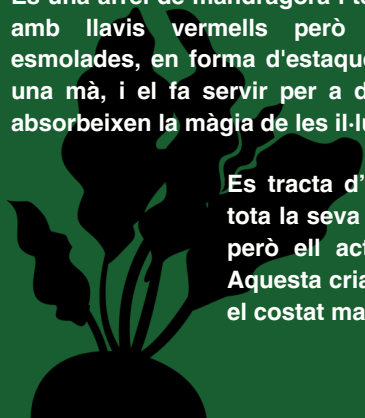 Es una arrel de mandràgora i t
amb llavis vermells però
esmolades, en forma d'estaqu
una mà, i el fa servir per a d
absorbeixen la màgia de les il·lu
Es tracta d'
tota la seva
però ell act
Aquesta cria
el costat ma